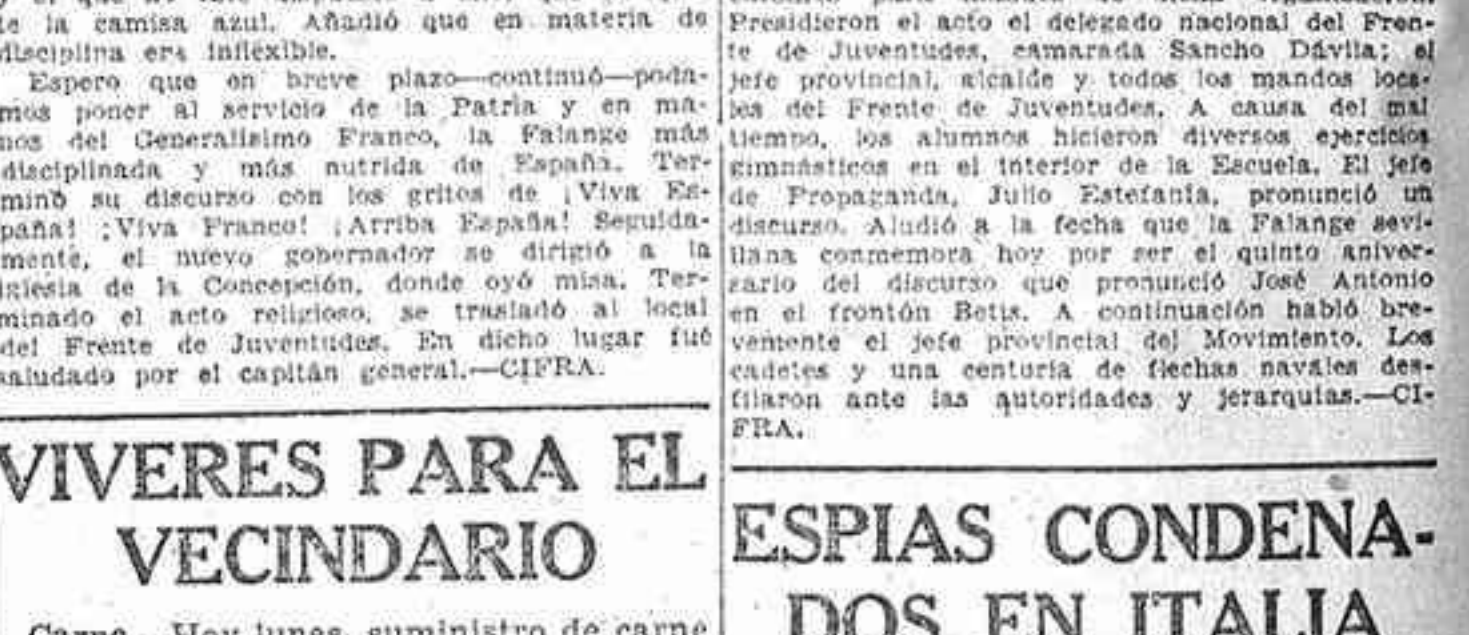 te la camisa azul. Añadió que en materia de
disciplina era inflexible.
Espero que en breve plazo—continuó—poda-
mos poner al servicio de la Patria y en ma-
nos del Generalísimo Franco, la Falange más
disciplinada y más nutrida de España. Ter-
minó su discurso con los gritos de ¡Viva Es-
paña! ¡Viva Franco! ¡Arriba España! Seguida-
mente, el nuevo gobernador se dirigió a la
iglesia de la Concepción, donde oyó misa. Ter-
minado el acto religioso, se trasladó al local
del Frente de Juventudes. En dicho lugar fué
saludado por el capitán general.—CIFRA.
VIVERES PARA EL
VECINDARIO
Carne.—Hoy lunes, suministro de carne
Presidieron el acto el delegado nacional del Fren-
te de Juventudes, camarada Sancho Dávila; el
jefe provincial, alcalde y todos los mandos loca-
les del Frente de Juventudes. A causa del mal
tiempo, los alumnos hicieron diversos ejercicios
gimnásticos en el interior de la Escuela. El jefe
de Propaganda, Julio Estefanía, pronunció un
discurso. Aludió a la fecha que la Falange sevi-
llana conmemora hoy por ser el quinto aniver-
sario del discurso que pronunció José Antonio
en el frontón Betis. A continuación habló bre-
vemente el jefe provincial del Movimiento. Los
cadetes y una centuria de flechas navales des-
filaron ante las autoridades y jerarquías.—CI-
FRA.
ESPIAS CONDENA-
DOS EN ITALIA